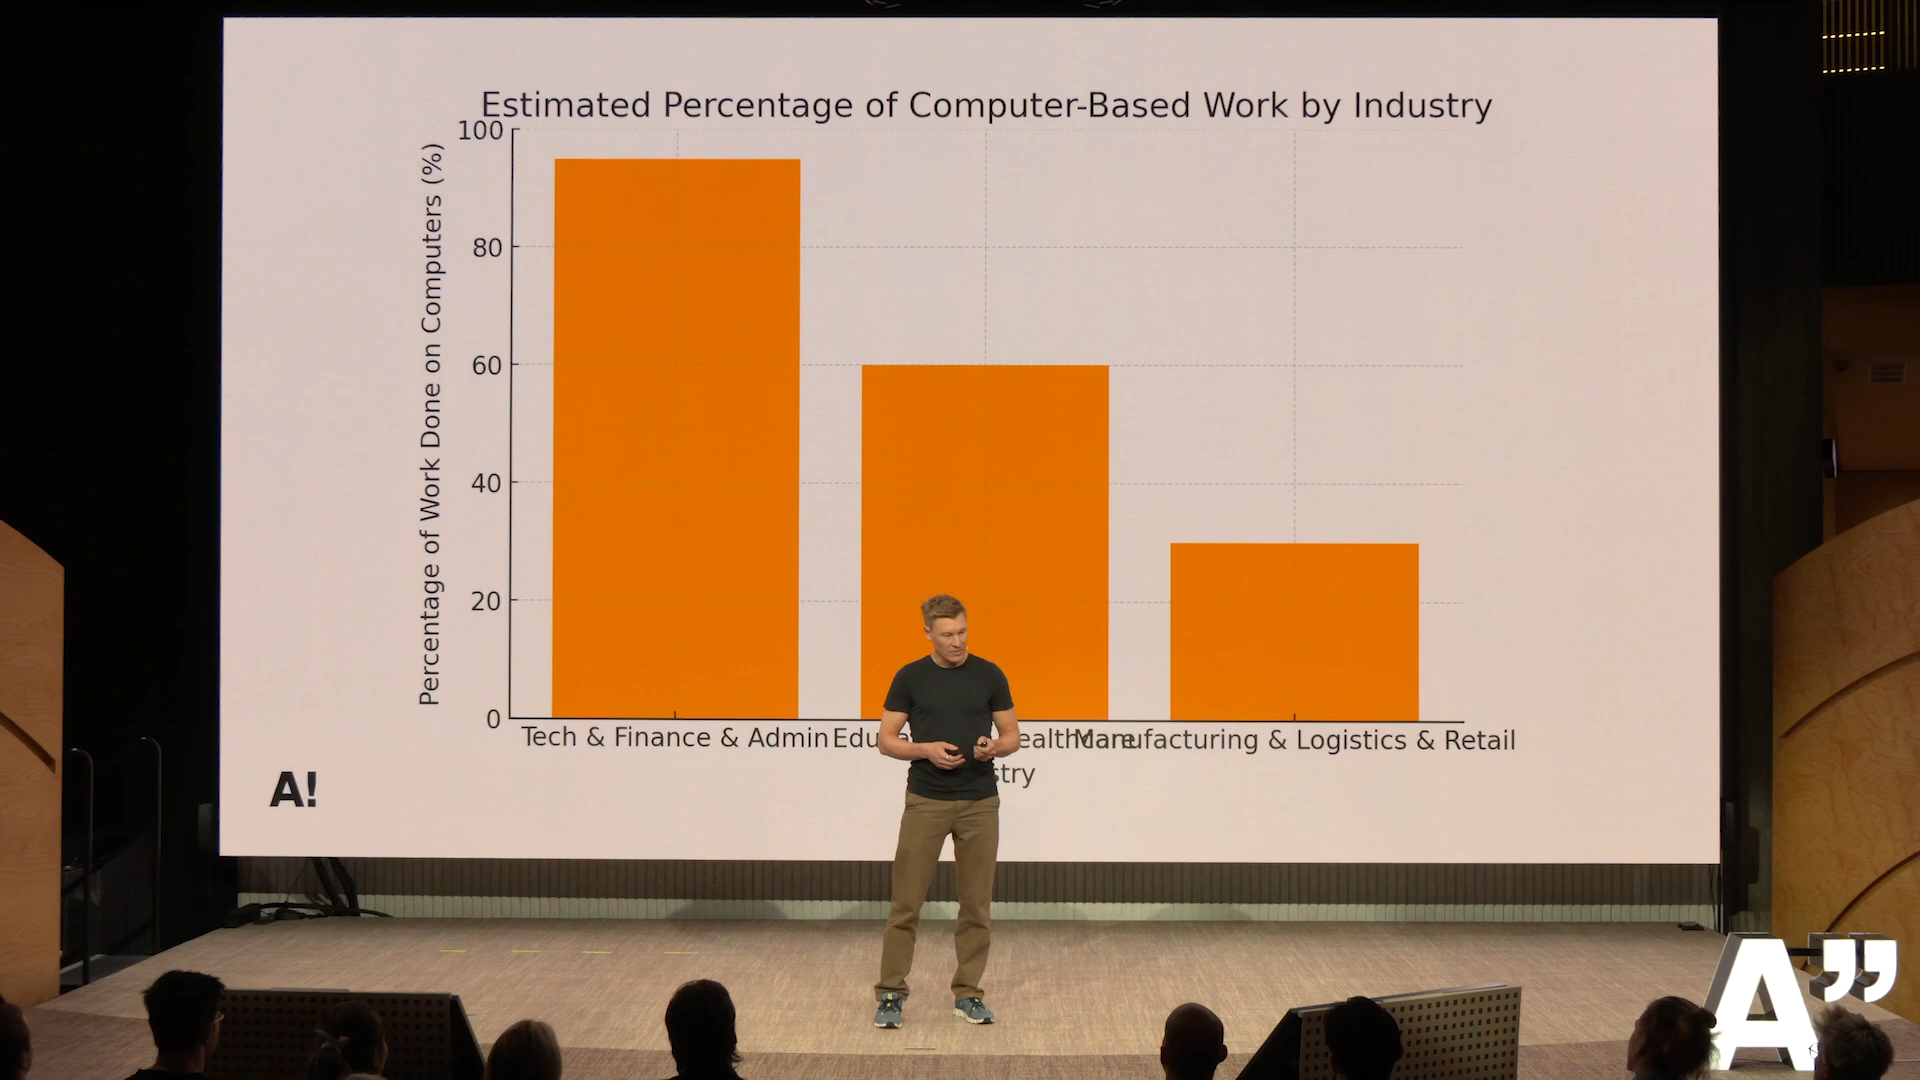 Estimated Percentage of Computer-Based Work by Industry
Percentage of Work Done on Computers (%)
100
80
60
40
20
0
Tech & Finance & Admin
Manufacturing & Logistics & Retail
A!
A”